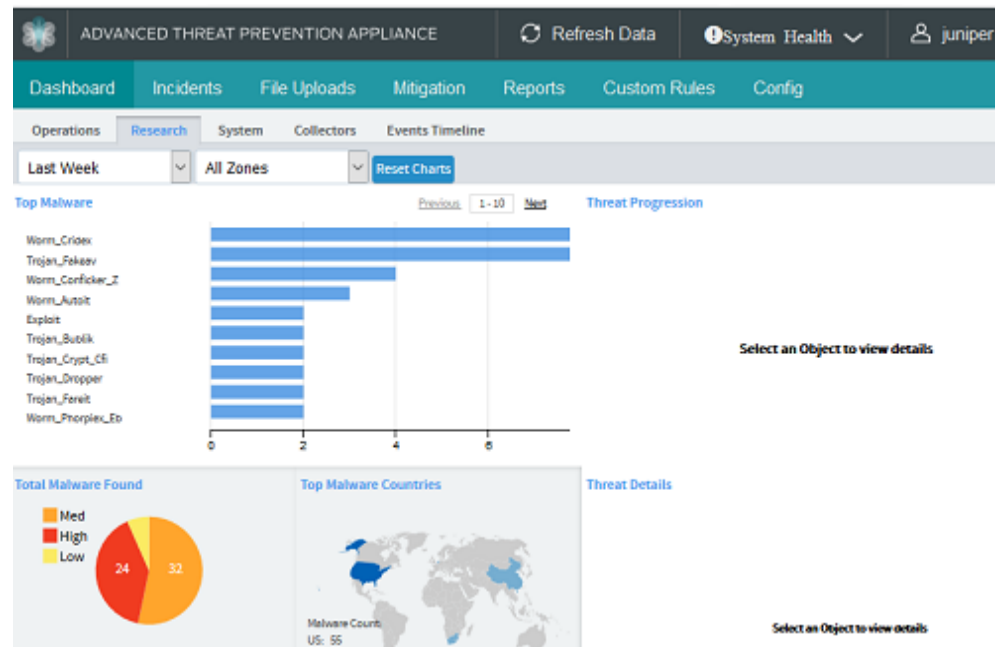 ADVANCED THREAT PREVENTION APPLIANCE
Refresh Data
System Health
juniper
Dashboard Incidents File Uploads Mitigation Reports Custom Rules Config
Operations Research System Collectors Events Timeline
Last Week All Zones Reset Charts
Top Malware
Previous 1-10 Next
Threat Progression
Worm_Cridex
Trojan_Fakeav
Worm_Conficker_Z
Worm_Autoit
Exploit
Trojan_Bublik
Trojan_Crypt_Cfi
Trojan_Dropper
Trojan_Fareit
Worm_Phorpiex_Eb
0 2 4 6
Select an Object to view details
Total Malware Found
Med
High
Low
24 32
Top Malware Countries
Malware Count
US: 55
Threat Details
Select an Object to view details